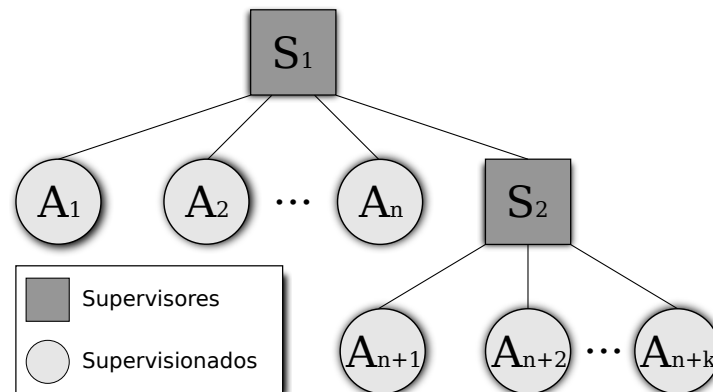 S1
A1 A2 ... An S2
Supervisores
Supervisionados
An+1 An+2 ... An+k